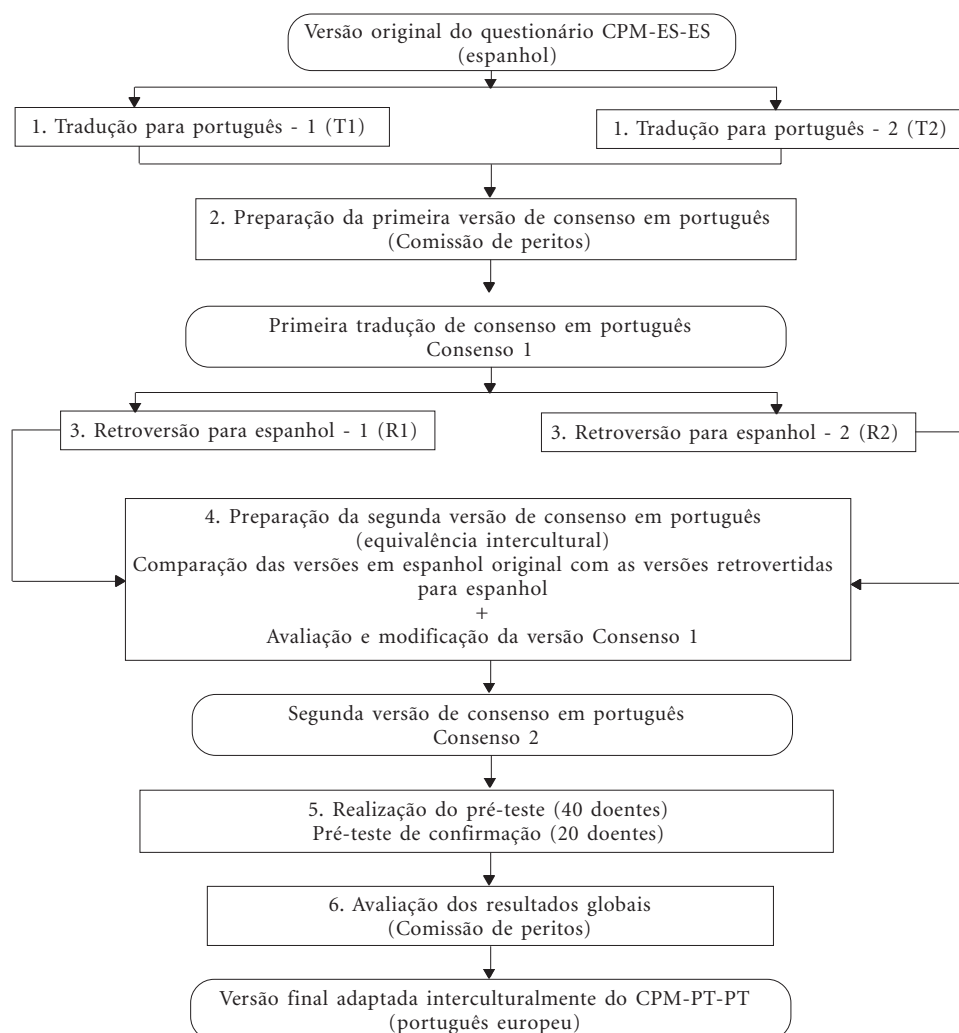 Versão original do questionário CPM-ES-ES
(espanhol)
1. Tradução para português - 1 (T1)
1. Tradução para português - 2 (T2)
2. Preparação da primeira versão de consenso em português
(Comissão de peritos)
Primeira tradução de consenso em português
Consenso 1
3. Retroversão para espanhol - 1 (R1)
3. Retroversão para espanhol - 2 (R2)
4. Preparação da segunda versão de consenso em português
(equivalência intercultural)
Comparação das versões em espanhol original com as versões retrovertidas
para espanhol
+
Avaliação e modificação da versão Consenso 1
Segunda versão de consenso em português
Consenso 2
5. Realização do pré-teste (40 doentes)
Pré-teste de confirmação (20 doentes)
6. Avaliação dos resultados globais
(Comissão de peritos)
Versão final adaptada interculturalmente do CPM-PT-PT
(português europeu)